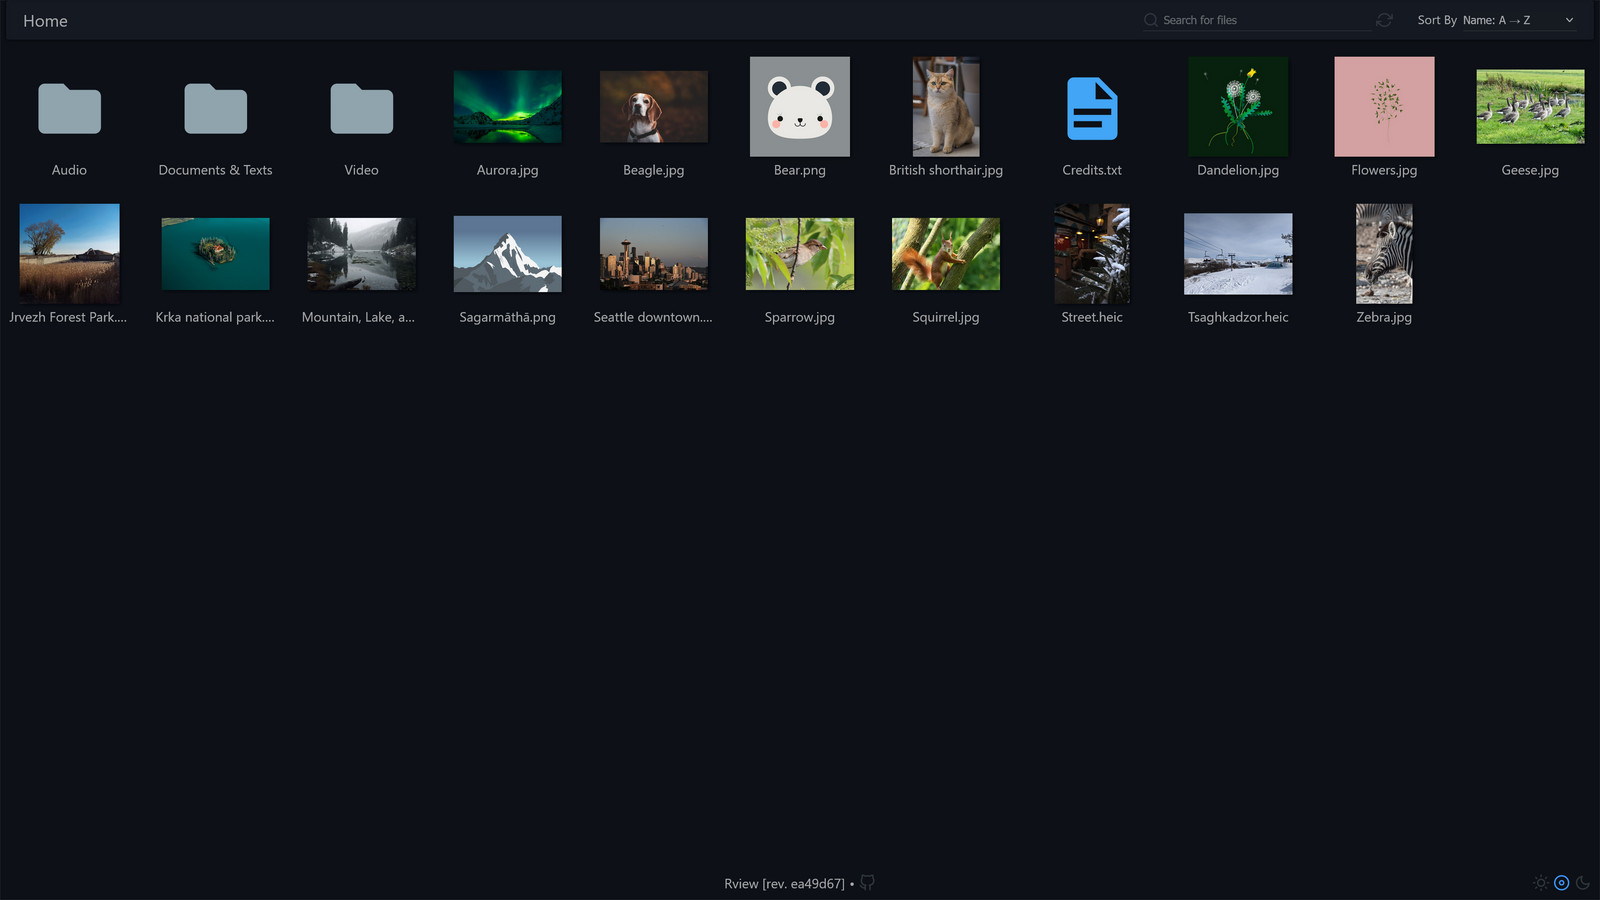 Home
Search for files
Sort By Name: A → Z
Audio
Documents & Texts
Video
Aurora.jpg
Beagle.jpg
Bear.png
British shorthair.jpg
Credits.txt
Dandelion.jpg
Flowers.jpg
Geese.jpg
Jrvezh Forest Park....
Krka national park....
Mountain, Lake, a...
Sagarmāthā.png
Seattle downtown....
Sparrow.jpg
Squirrel.jpg
Street.heic
Tsaghkadzor.heic
Zebra.jpg
Rview [rev. ea49d67] •